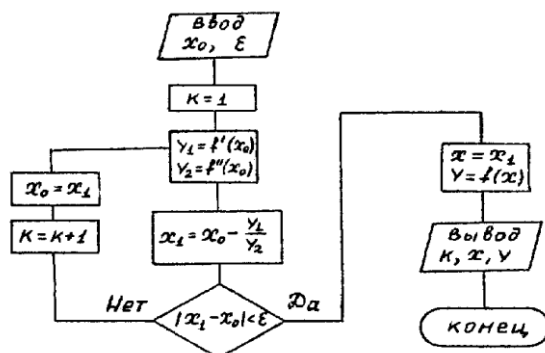 Ввод
x₀, ε
K=1
Y₁=f'(x₀)
Y₂=f''(x₀)
x₀=x₁
K=K+1
x₁=x₀-Y₁/Y₂
Нет
|x₁-x₀|<ε
Да
x=x₁
Y=f(x)
Вывод
K, x, Y
конец